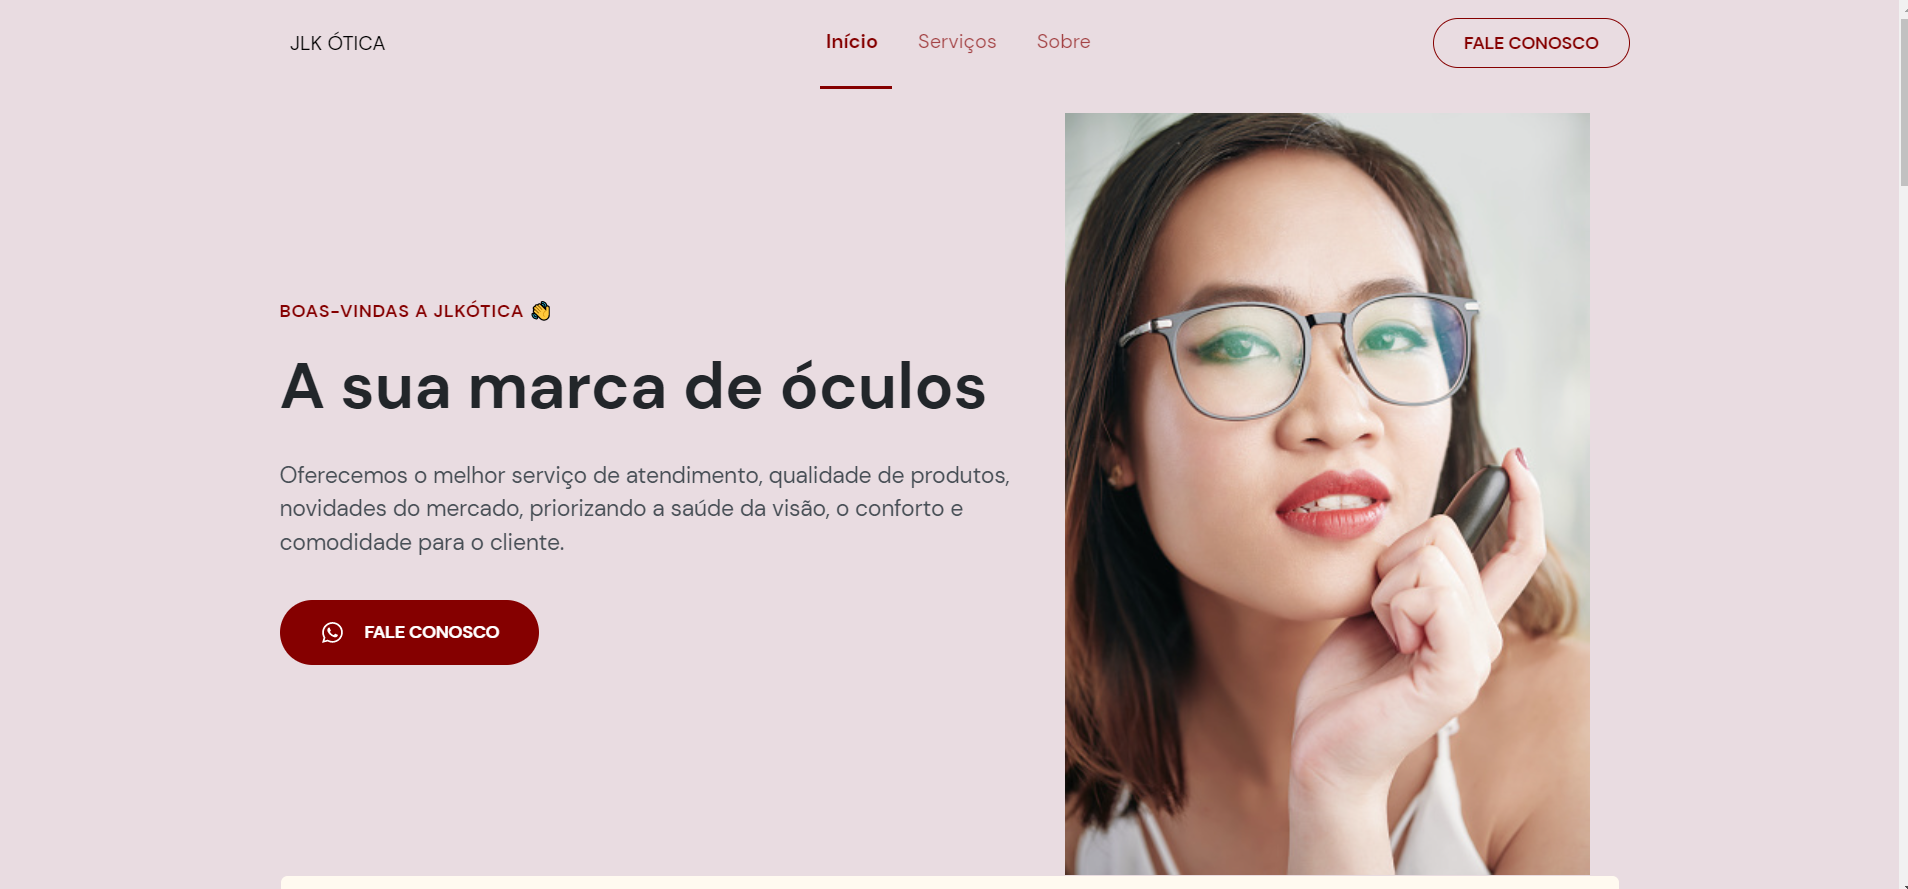 JLK ÓTICA
Início
Serviços
Sobre
FALE CONOSCO
BOAS-VINDAS A JLKÓTICA 👏
A sua marca de óculos
Oferecemos o melhor serviço de atendimento, qualidade de produtos,
novidades do mercado, priorizando a saúde da visão, o conforto e
comodidade para o cliente.
FALE CONOSCO